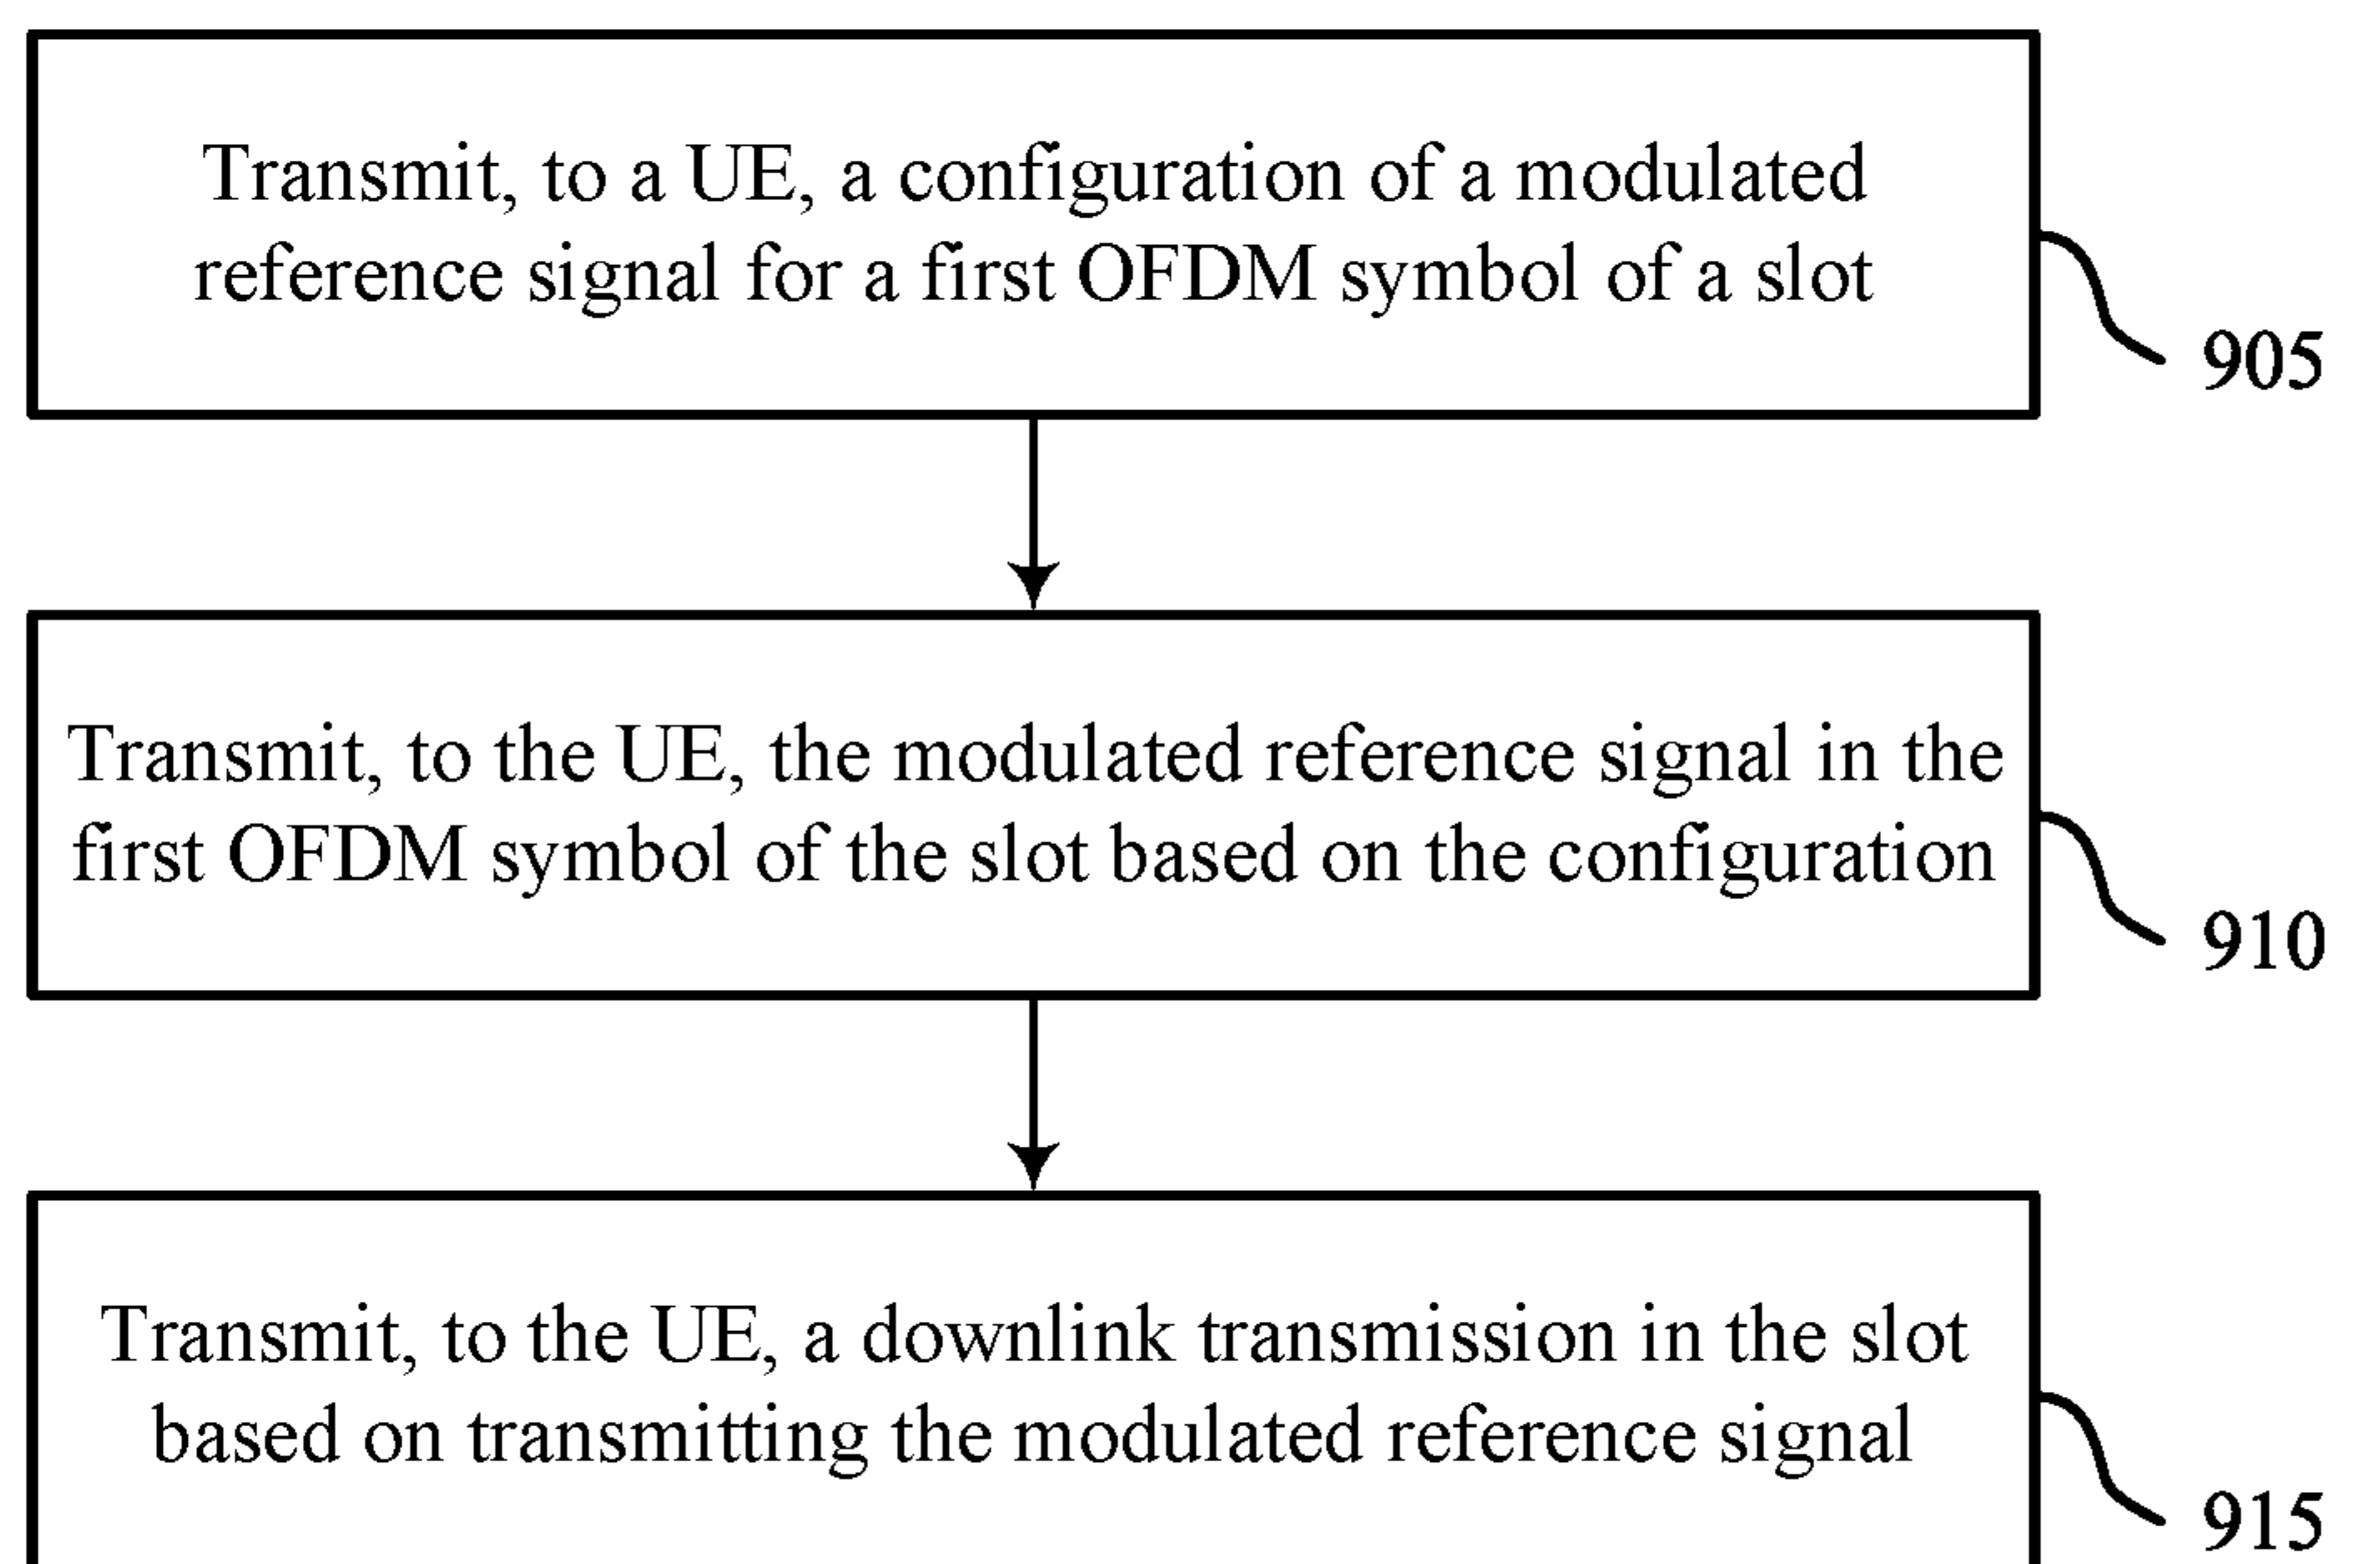 Transmit, to a UE, a configuration of a modulated
reference signal for a first OFDM symbol of a slot
905
Transmit, to the UE, the modulated reference signal in the
first OFDM symbol of the slot based on the configuration
910
Transmit, to the UE, a downlink transmission in the slot
based on transmitting the modulated reference signal
915